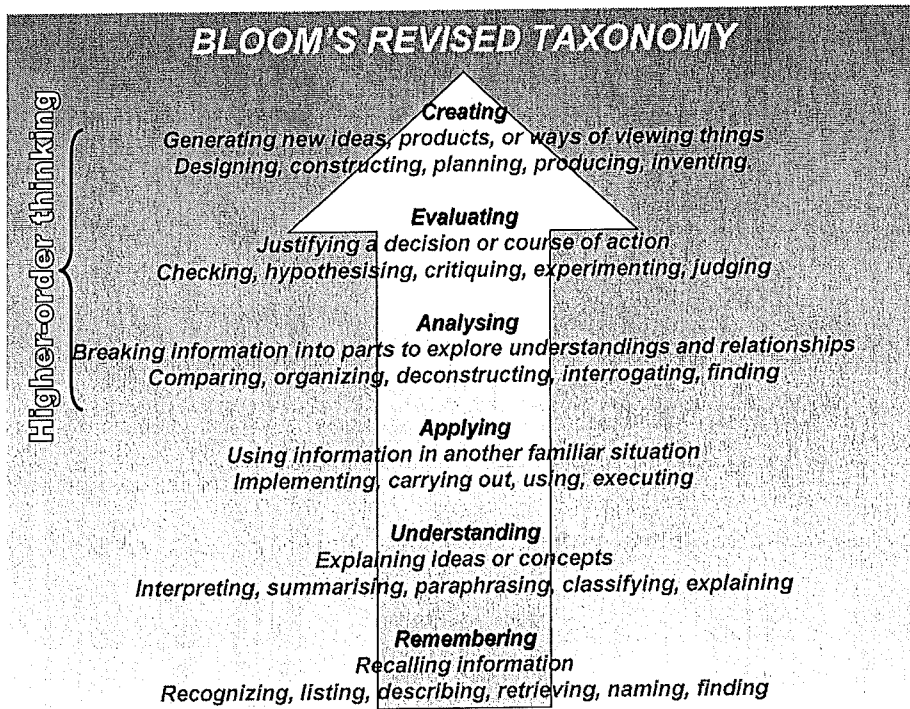 BLOOM'S REVISED TAXONOMY
Higher-order thinking
Creating
Generating new ideas, products, or ways of viewing things
Designing, constructing, planning, producing, inventing.
Evaluating
Justifying a decision or course of action
Checking, hypothesising, critiquing, experimenting, judging
Analysing
Breaking information into parts to explore understandings and relationships
Comparing, organizing, deconstructing, interrogating, finding
Applying
Using information in another familiar situation
Implementing, carrying out, using, executing
Understanding
Explaining ideas or concepts
Interpreting, summarising, paraphrasing, classifying, explaining
Remembering
Recalling information
Recognizing, listing, describing, retrieving, naming, finding